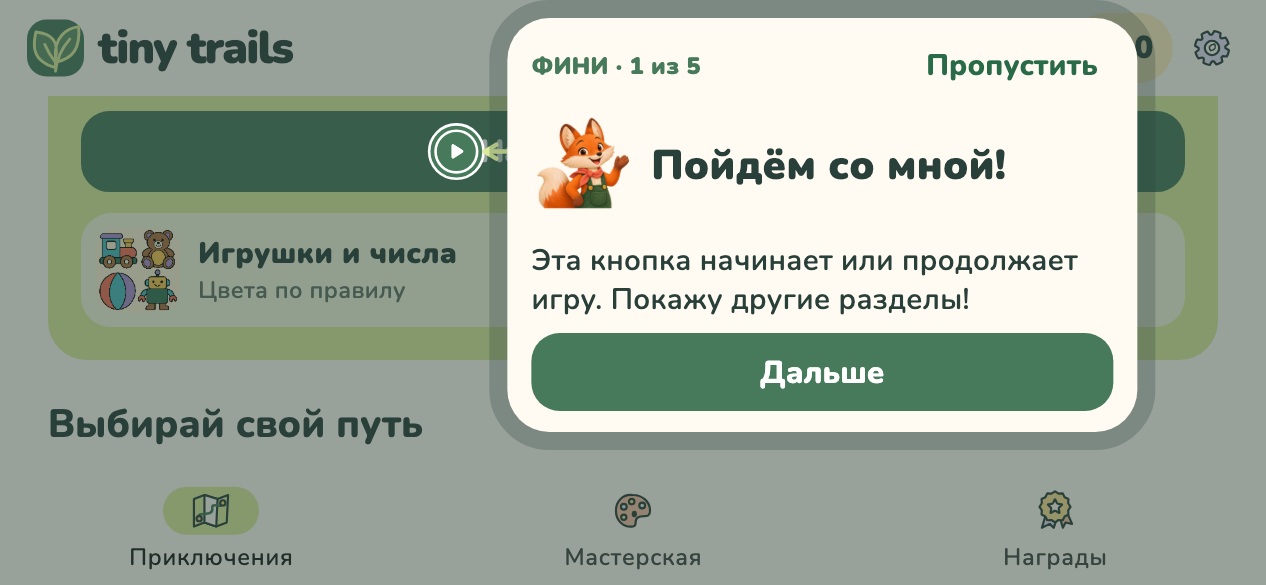 tiny trails
0
ФИНИ · 1 из 5
Пропустить
Пойдём со мной!
Эта кнопка начинает или продолжает
игру. Покажу другие разделы!
Дальше
Игрушки и числа
Цвета по правилу
Выбирай свой путь
Приключения
Мастерская
Награды